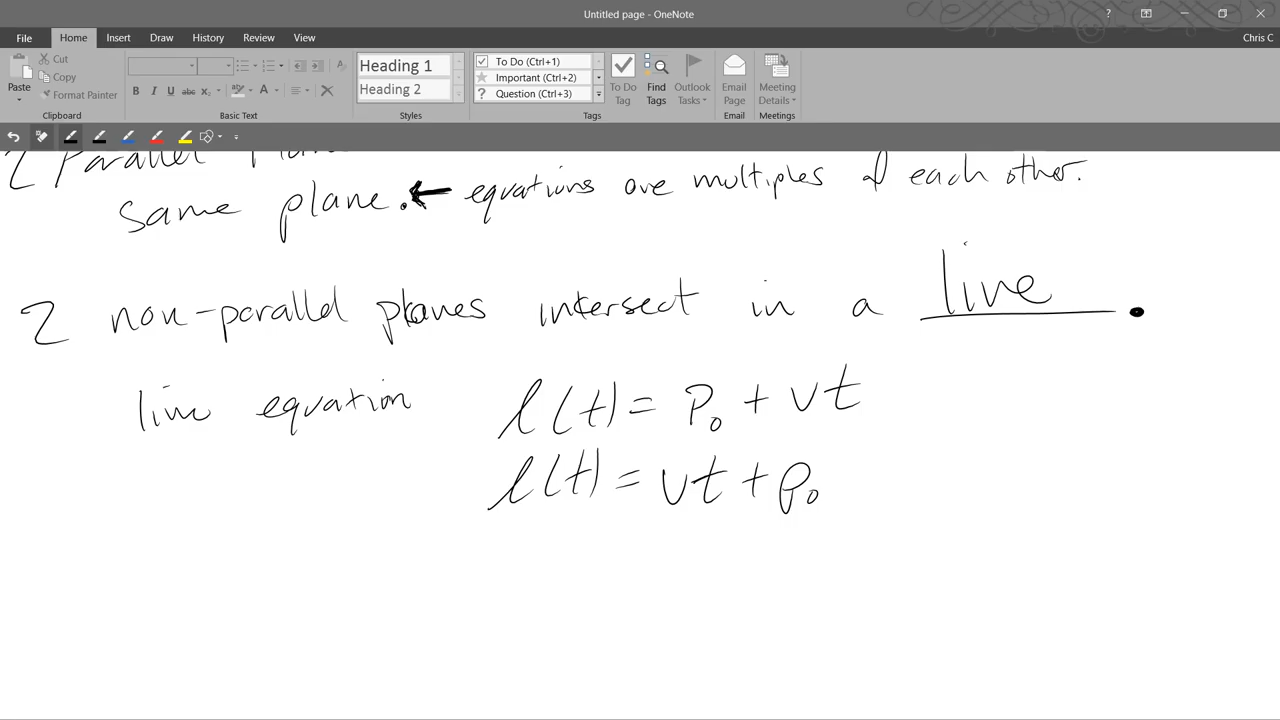 Untitled page - OneNote
?
File Home Insert Draw History Review View
Chris C
Paste
Cut
Copy
Format Painter
Clipboard
B I U abc x₂ ab A
Basic Text
Heading 1
Heading 2
Styles
To Do (Ctrl+1)
Important (Ctrl+2)
? Question (Ctrl+3)
To Do Tag
Find Tags
Outlook Tasks
Tags
Email Page
Email
Meeting Details
Meetings
2 Parallel
same plane. ← equations are multiples of each other.
2 non-parallel planes intersect in a line.
line equation l(t) = P₀ + vt
l(t) = vt + P₀